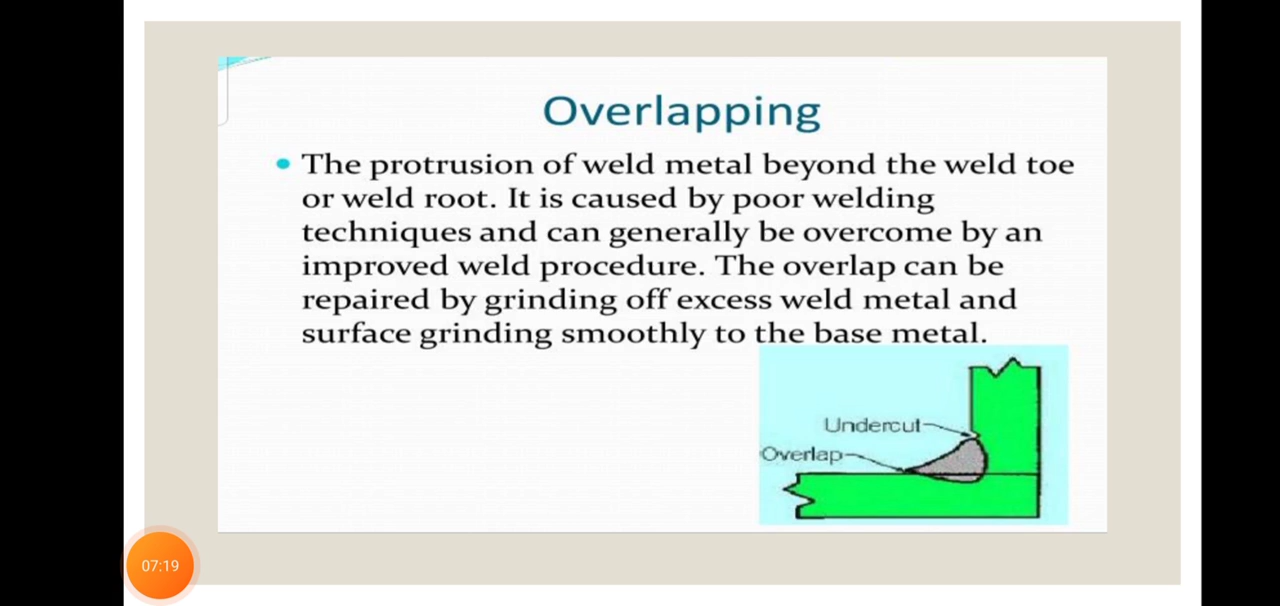 Overlapping
The protrusion of weld metal beyond the weld toe
or weld root. It is caused by poor welding
techniques and can generally be overcome by an
improved weld procedure. The overlap can be
repaired by grinding off excess weld metal and
surface grinding smoothly to the base metal.
Undercut
Overlap
07:19